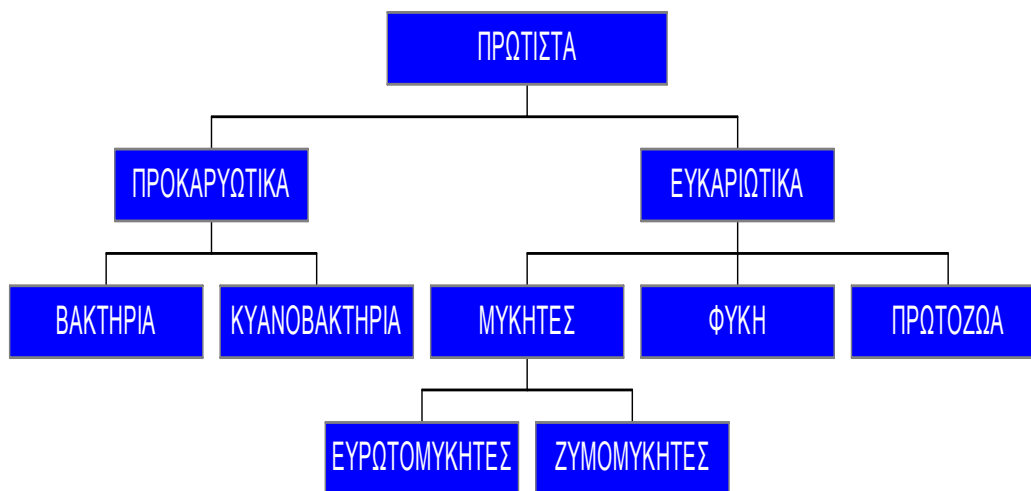 ΠΡΩΤΙΣΤΑ
ΠΡΟΚΑΡΥΩΤΙΚΑ
ΕΥΚΑΡΙΩΤΙΚΑ
ΒΑΚΤΗΡΙΑ
ΚΥΑΝΟΒΑΚΤΗΡΙΑ
ΜΥΚΗΤΕΣ
ΦΥΚΗ
ΠΡΩΤΟΖΩΑ
ΕΥΡΩΤΟΜΥΚΗΤΕΣ
ΖΥΜΟΜΥΚΗΤΕΣ